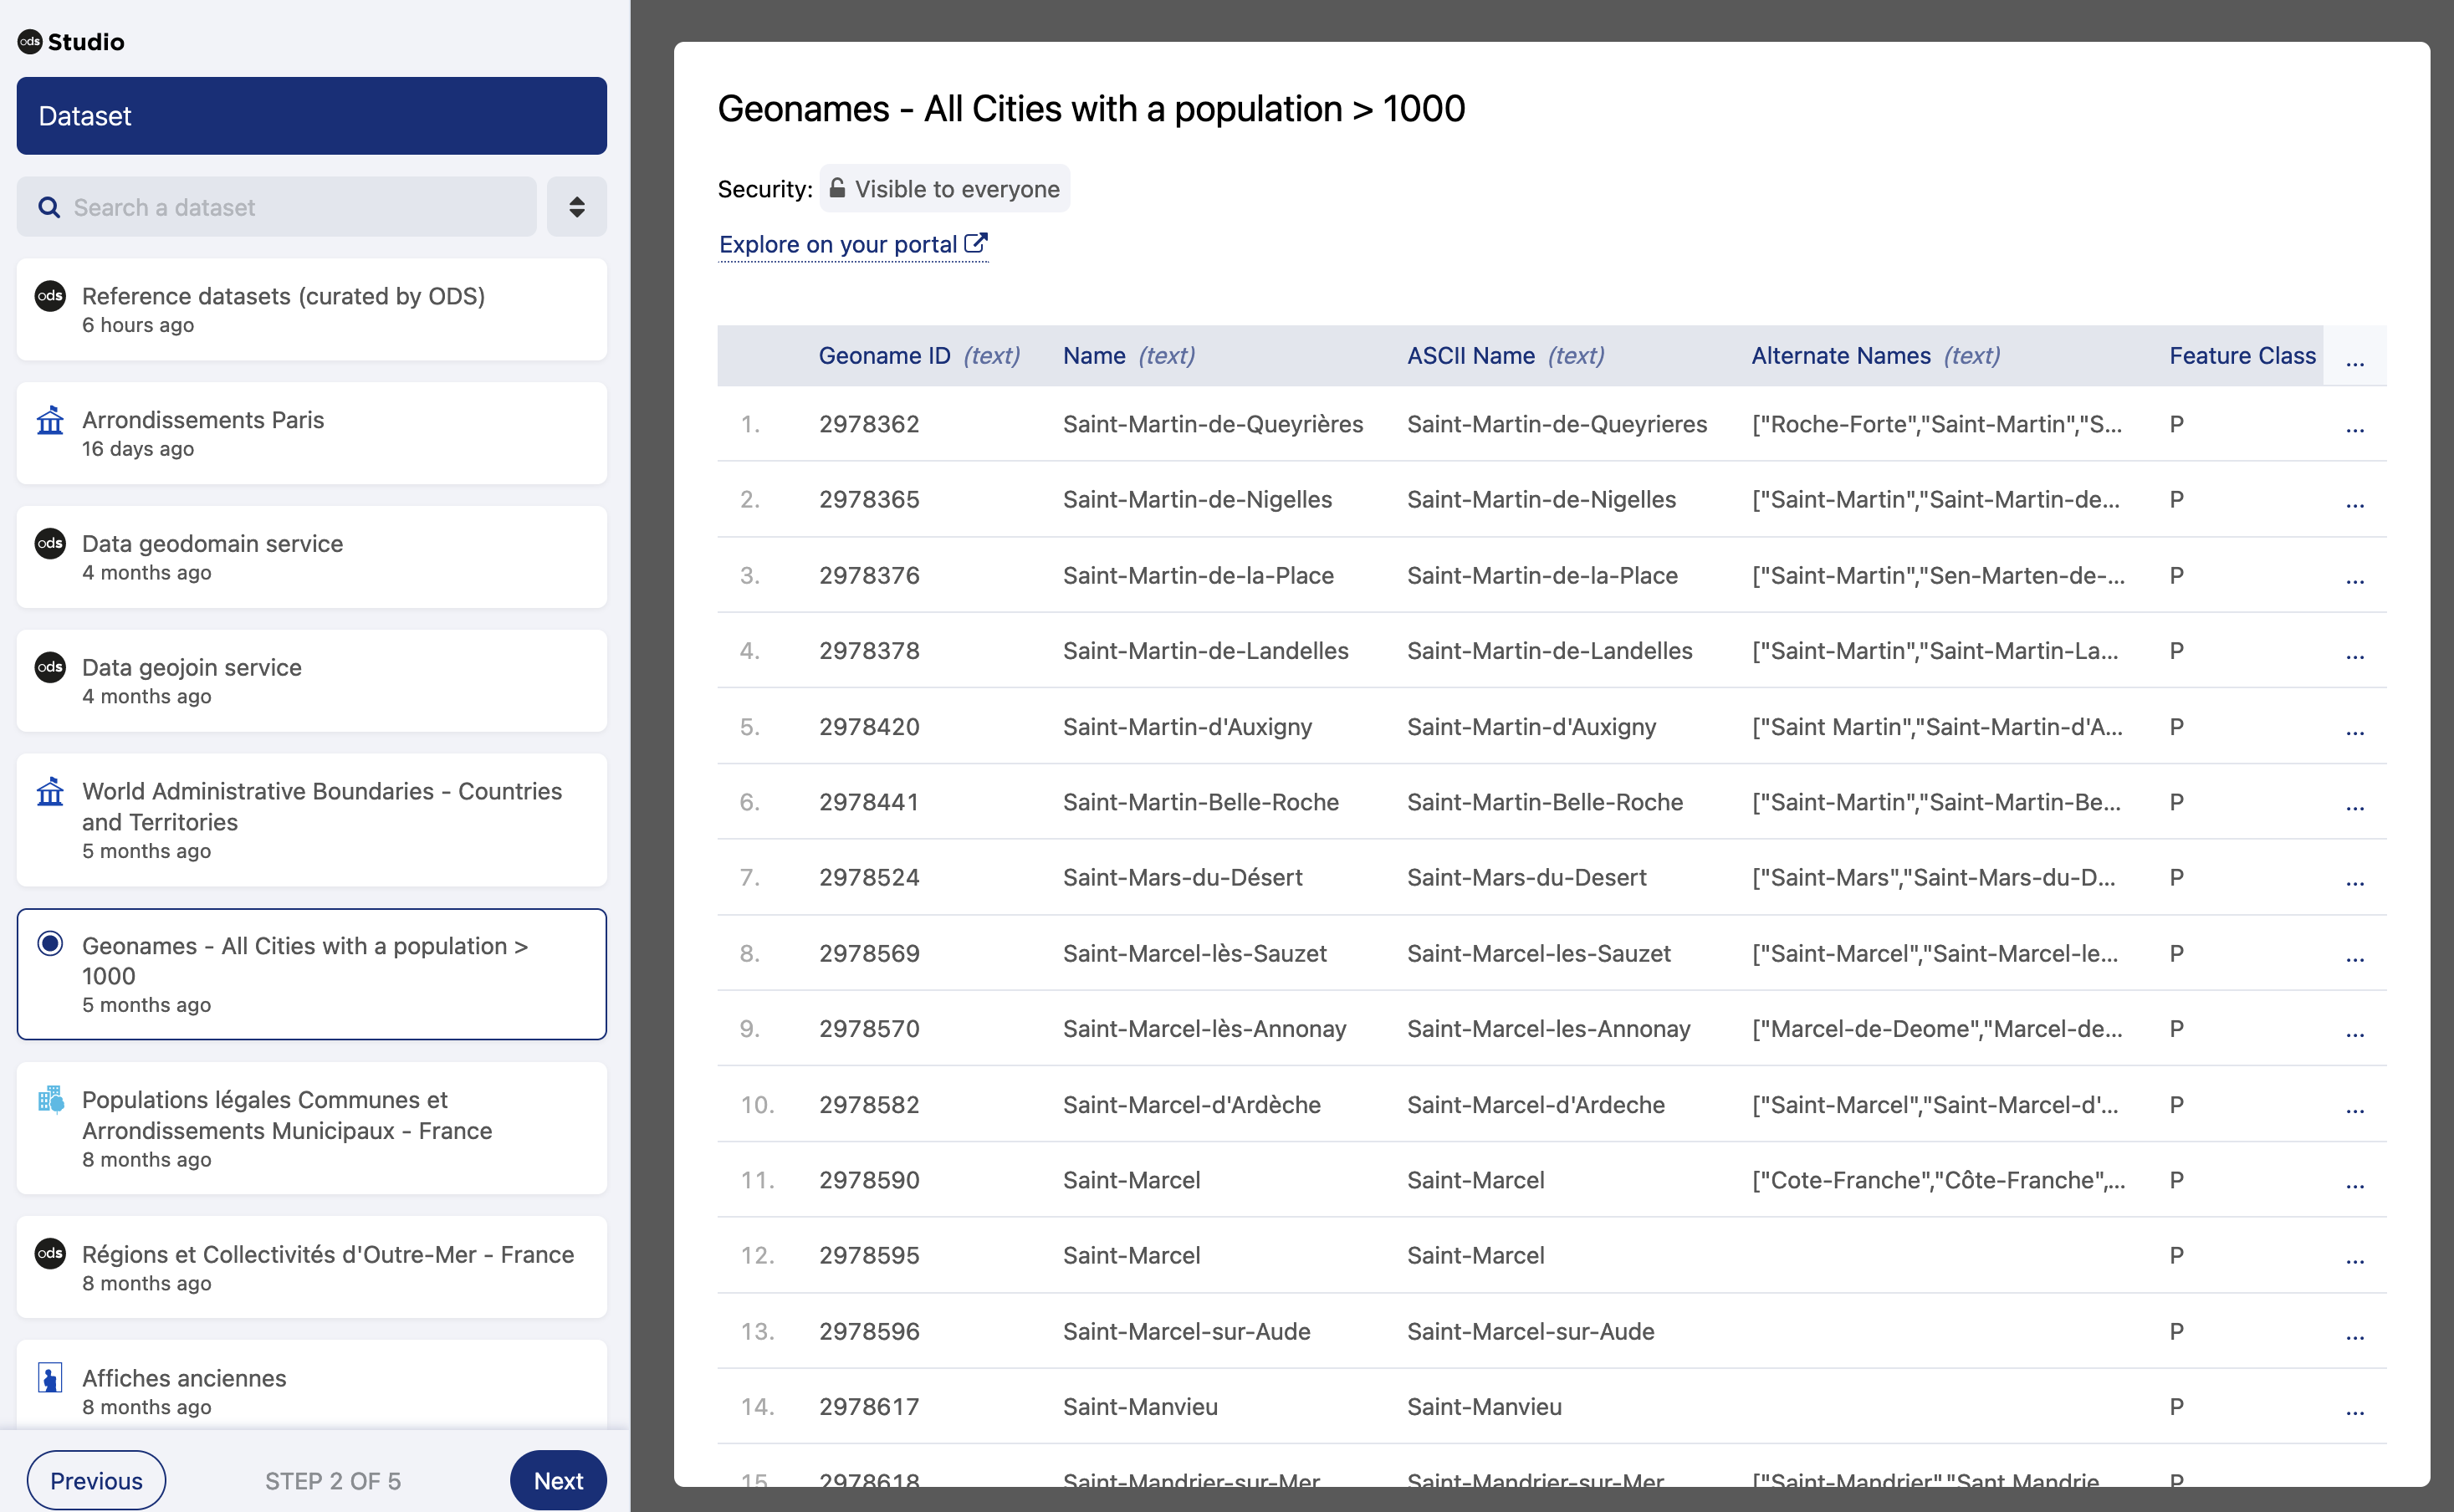 ods Studio
Dataset
Search a dataset
ods Reference datasets (curated by ODS)
6 hours ago
Arrondissements Paris
16 days ago
ods Data geodomain service
4 months ago
ods Data geojoin service
4 months ago
World Administrative Boundaries - Countries
and Territories
5 months ago
Geonames - All Cities with a population >
1000
5 months ago
Populations légales Communes et
Arrondissements Municipaux - France
8 months ago
ods Régions et Collectivités d'Outre-Mer - France
8 months ago
Affiches anciennes
8 months ago
Previous STEP 2 OF 5 Next
Geonames - All Cities with a population > 1000
Security: Visible to everyone
Explore on your portal
Geoname ID (text) Name (text) ASCII Name (text) Alternate Names (text) Feature Class ...
1. 2978362 Saint-Martin-de-Queyrières Saint-Martin-de-Queyrieres ["Roche-Forte","Saint-Martin","S... P ...
2. 2978365 Saint-Martin-de-Nigelles Saint-Martin-de-Nigelles ["Saint-Martin","Saint-Martin-de... P ...
3. 2978376 Saint-Martin-de-la-Place Saint-Martin-de-la-Place ["Saint-Martin","Sen-Marten-de-... P ...
4. 2978378 Saint-Martin-de-Landelles Saint-Martin-de-Landelles ["Saint-Martin","Saint-Martin-La... P ...
5. 2978420 Saint-Martin-d'Auxigny Saint-Martin-d'Auxigny ["Saint Martin","Saint-Martin-d'A... P ...
6. 2978441 Saint-Martin-Belle-Roche Saint-Martin-Belle-Roche ["Saint-Martin","Saint-Martin-Be... P ...
7. 2978524 Saint-Mars-du-Désert Saint-Mars-du-Desert ["Saint-Mars","Saint-Mars-du-D... P ...
8. 2978569 Saint-Marcel-lès-Sauzet Saint-Marcel-les-Sauzet ["Saint-Marcel","Saint-Marcel-le... P ...
9. 2978570 Saint-Marcel-lès-Annonay Saint-Marcel-les-Annonay ["Marcel-de-Deome","Marcel-de... P ...
10. 2978582 Saint-Marcel-d'Ardèche Saint-Marcel-d'Ardeche ["Saint-Marcel","Saint-Marcel-d'... P ...
11. 2978590 Saint-Marcel Saint-Marcel ["Cote-Franche","Côte-Franche",... P ...
12. 2978595 Saint-Marcel Saint-Marcel P ...
13. 2978596 Saint-Marcel-sur-Aude Saint-Marcel-sur-Aude P ...
14. 2978617 Saint-Manvieu Saint-Manvieu P ...
15. 2978618 Saint-Mandrier-sur-Mer Saint-Mandrier-sur-Mer ["Saint-Mandrier","Sant Mandrie P